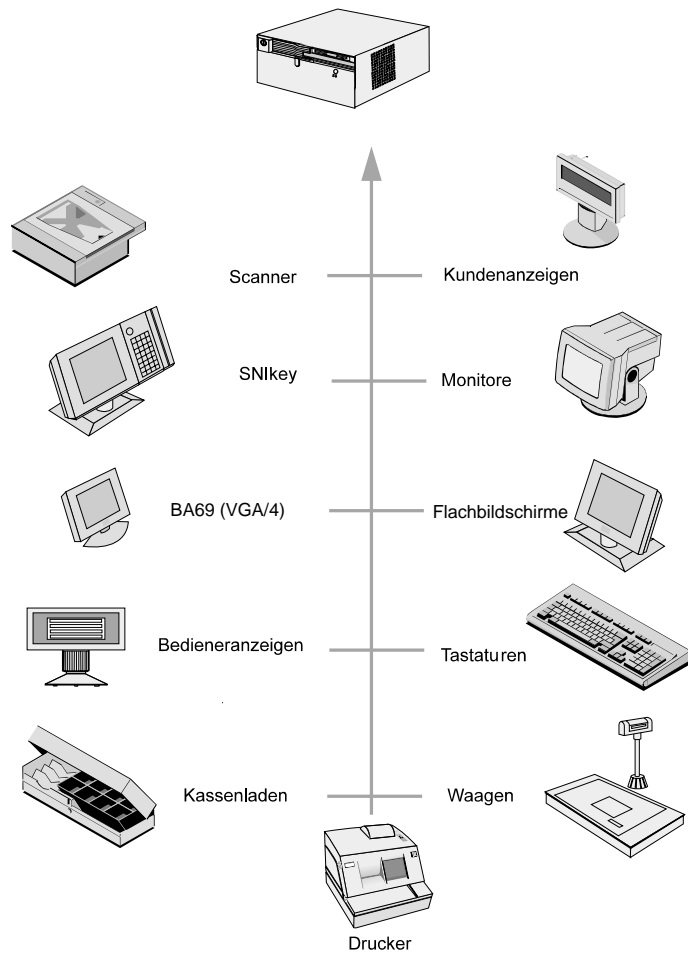 Scanner
Kundenanzeigen
SNIkey
Monitore
BA69 (VGA/4)
Flachbildschirme
Bedieneranzeigen
Tastaturen
Kassenladen
Waagen
Drucker